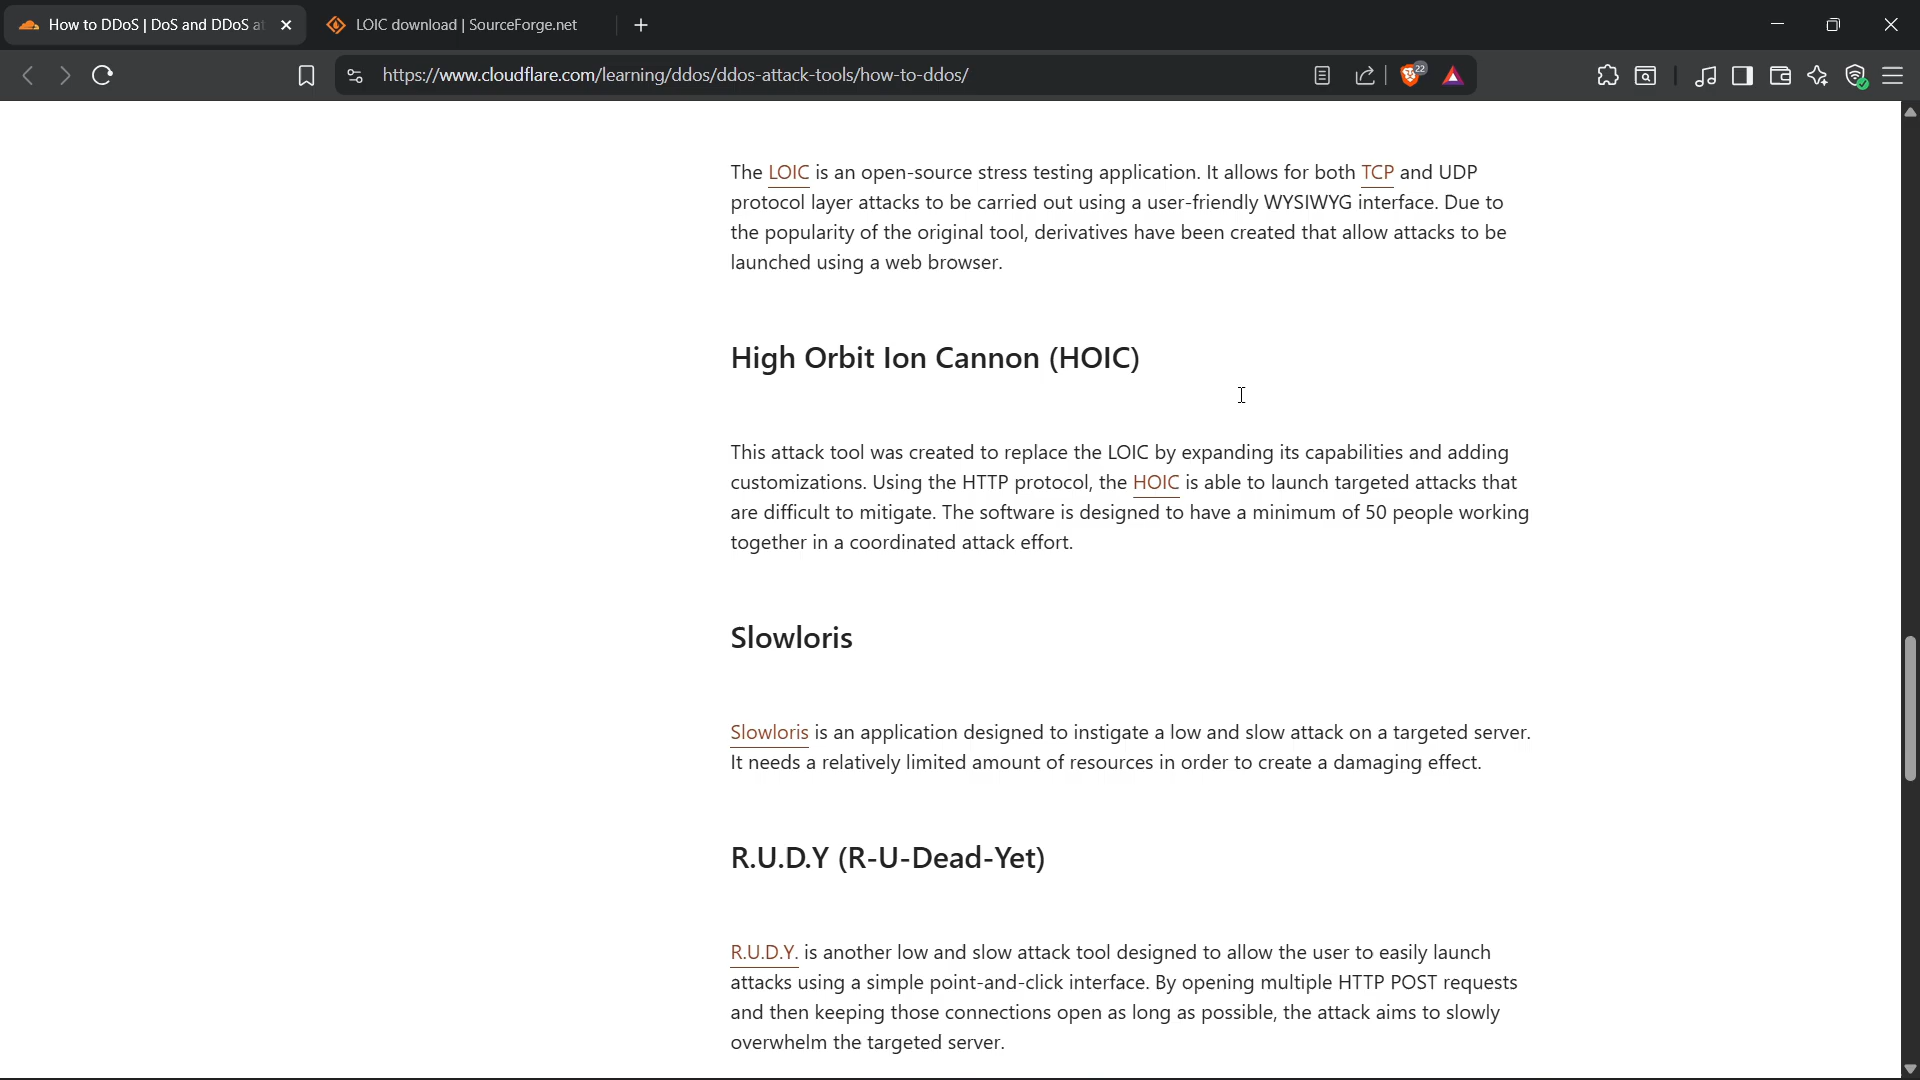 How to DDoS | DoS and DDoS at
LOIC download | SourceForge.net
https://www.cloudflare.com/learning/ddos/ddos-attack-tools/how-to-ddos/
22
The LOIC is an open-source stress testing application. It allows for both TCP and UDP
protocol layer attacks to be carried out using a user-friendly WYSIWYG interface. Due to
the popularity of the original tool, derivatives have been created that allow attacks to be
launched using a web browser.
High Orbit Ion Cannon (HOIC)
This attack tool was created to replace the LOIC by expanding its capabilities and adding
customizations. Using the HTTP protocol, the HOIC is able to launch targeted attacks that
are difficult to mitigate. The software is designed to have a minimum of 50 people working
together in a coordinated attack effort.
Slowloris
Slowloris is an application designed to instigate a low and slow attack on a targeted server.
It needs a relatively limited amount of resources in order to create a damaging effect.
R.U.D.Y (R-U-Dead-Yet)
R.U.D.Y. is another low and slow attack tool designed to allow the user to easily launch
attacks using a simple point-and-click interface. By opening multiple HTTP POST requests
and then keeping those connections open as long as possible, the attack aims to slowly
overwhelm the targeted server.